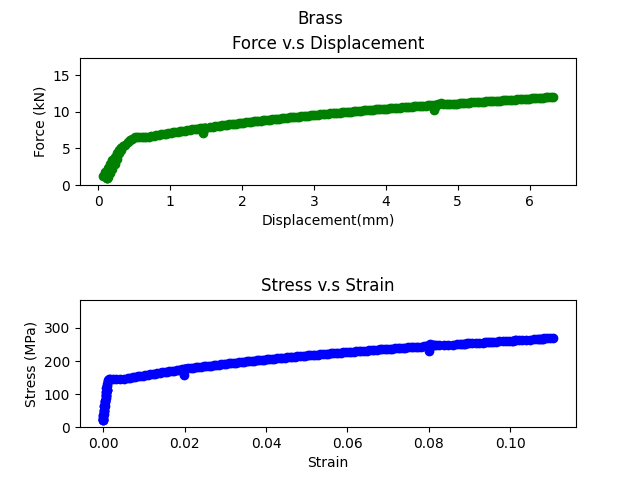 Brass
Force v.s Displacement
Force (kN)
15
10
5
0
0 1 2 3 4 5 6
Displacement(mm)
Stress v.s Strain
Stress (MPa)
300
200
100
0
0.00 0.02 0.04 0.06 0.08 0.10
Strain